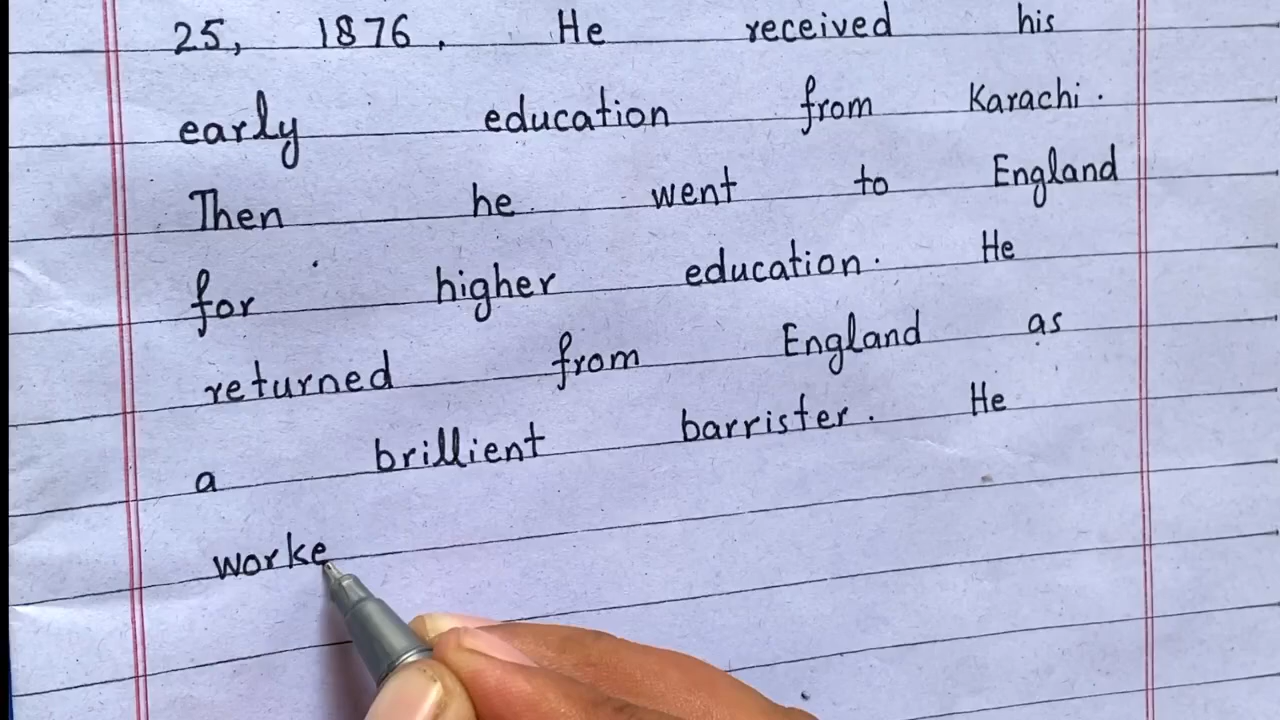 25, 1876. He received his
early education from Karachi.
Then he went to England
for higher education. He
returned from England as
a brillient barrister. He
worke